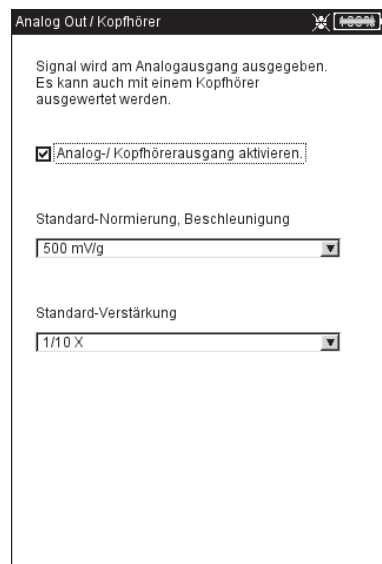 Analog Out / Kopfhörer
Signal wird am Analogausgang ausgegeben.
Es kann auch mit einem Kopfhörer
ausgewertet werden.
Analog-/ Kopfhörerausgang aktivieren.
Standard-Normierung, Beschleunigung
500 mV/g
Standard-Verstärkung
1/10 X